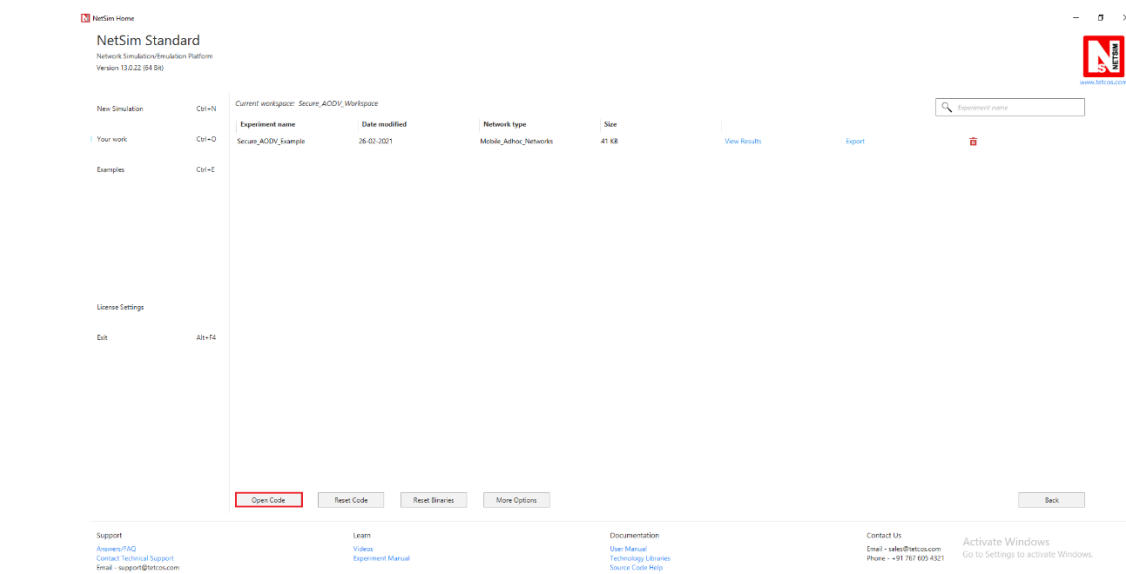 NetSim Home
NetSim Standard
Network Simulation/Emulation Platform
Version 13.0.22 (64 Bit)
NETSIM
www.tetcos.com
New Simulation Ctrl+N
Your work Ctrl+O
Examples Ctrl+E
License Settings
Exit Alt+F4
Current workspace: Secure_AODV_Workspace
Experiment name
Experiment name Date modified Network type Size
Secure_AODV_Example 26-02-2021 Mobile_Adhoc_Networks 41 KB View Results Export
Open Code Reset Code Reset Binaries More Options Back
Support
Answers/FAQ
Contact Technical Support
Email - support@tetcos.com
Learn
Videos
Experiment Manual
Documentation
User Manual
Technology Libraries
Source Code Help
Contact Us
Email - sales@tetcos.com
Phone - +91 767 605 4321
Activate Windows
Go to Settings to activate Windows.